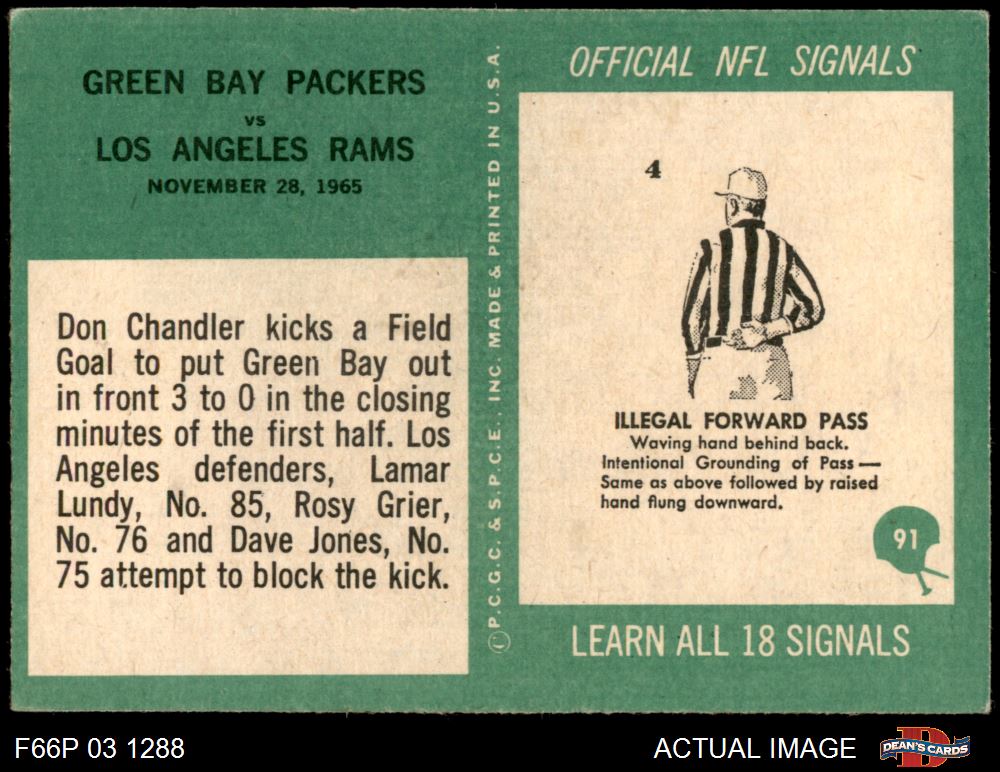 GREEN BAY PACKERS
vs
LOS ANGELES RAMS
NOVEMBER 28, 1965
Don Chandler kicks a Field
Goal to put Green Bay out
in front 3 to 0 in the closing
minutes of the first half. Los
Angeles defenders, Lamar
Lundy, No. 85, Rosy Grier,
No. 76 and Dave Jones, No.
75 attempt to block the kick.
©P.C.G.C. & S.P.C.E., INC. MADE & PRINTED IN U.S.A.
OFFICIAL NFL SIGNALS
4
ILLEGAL FORWARD PASS
Waving hand behind back.
Intentional Grounding of Pass—
Same as above followed by raised
hand flung downward.
91
LEARN ALL 18 SIGNALS
F66P 03 1288
ACTUAL IMAGE
DEAN'S CARDS